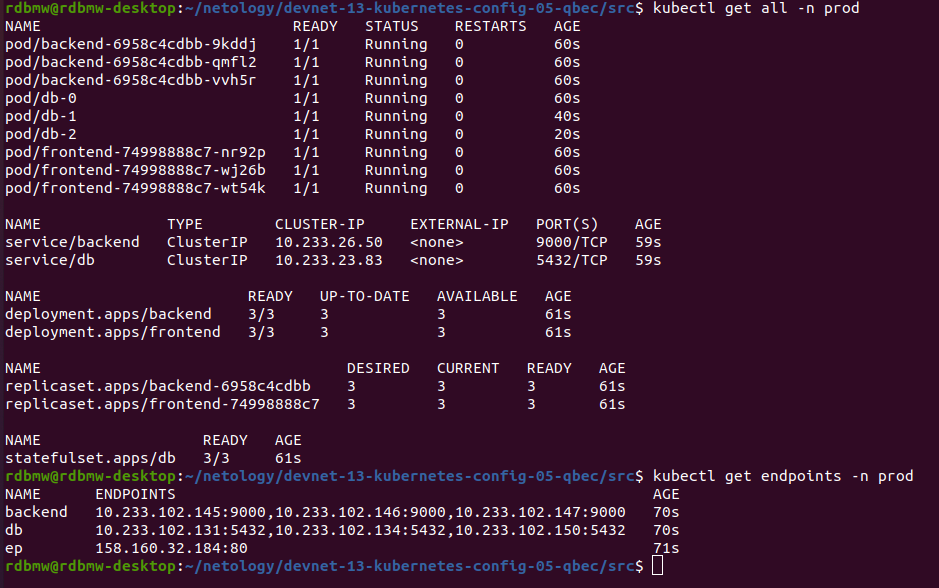 rdbmw@rdbmw-desktop:~/netology/devnet-13-kubernetes-config-05-qbec/src$ kubectl get all -n prod
NAME READY STATUS RESTARTS AGE
pod/backend-6958c4cdbb-9kddj 1/1 Running 0 60s
pod/backend-6958c4cdbb-qmfl2 1/1 Running 0 60s
pod/backend-6958c4cdbb-vvh5r 1/1 Running 0 60s
pod/db-0 1/1 Running 0 60s
pod/db-1 1/1 Running 0 40s
pod/db-2 1/1 Running 0 20s
pod/frontend-74998888c7-nr92p 1/1 Running 0 60s
pod/frontend-74998888c7-wj26b 1/1 Running 0 60s
pod/frontend-74998888c7-wt54k 1/1 Running 0 60s
NAME TYPE CLUSTER-IP EXTERNAL-IP PORT(S) AGE
service/backend ClusterIP 10.233.26.50 <none> 9000/TCP 59s
service/db ClusterIP 10.233.23.83 <none> 5432/TCP 59s
NAME READY UP-TO-DATE AVAILABLE AGE
deployment.apps/backend 3/3 3 3 61s
deployment.apps/frontend 3/3 3 3 61s
NAME DESIRED CURRENT READY AGE
replicaset.apps/backend-6958c4cdbb 3 3 3 61s
replicaset.apps/frontend-74998888c7 3 3 3 61s
NAME READY AGE
statefulset.apps/db 3/3 61s
rdbmw@rdbmw-desktop:~/netology/devnet-13-kubernetes-config-05-qbec/src$ kubectl get endpoints -n prod
NAME ENDPOINTS AGE
backend 10.233.102.145:9000,10.233.102.146:9000,10.233.102.147:9000 70s
db 10.233.102.131:5432,10.233.102.134:5432,10.233.102.150:5432 70s
ep 158.160.32.184:80 71s
rdbmw@rdbmw-desktop:~/netology/devnet-13-kubernetes-config-05-qbec/src$